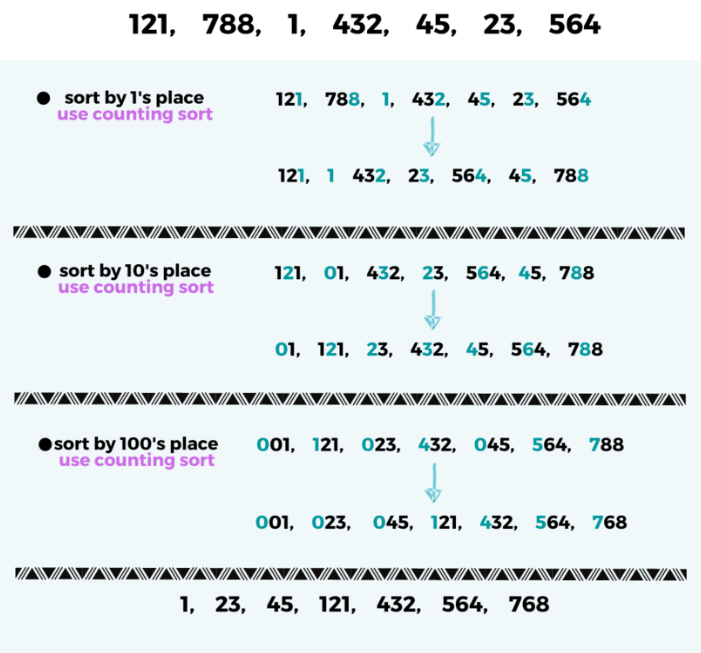 121, 788, 1, 432, 45, 23, 564
● sort by 1's place 121, 788, 1, 432, 45, 23, 564
use counting sort
121, 1 432, 23, 564, 45, 788
● sort by 10's place 121, 01, 432, 23, 564, 45, 788
use counting sort
01, 121, 23, 432, 45, 564, 788
● sort by 100's place 001, 121, 023, 432, 045, 564, 788
use counting sort
001, 023, 045, 121, 432, 564, 768
1, 23, 45, 121, 432, 564, 768